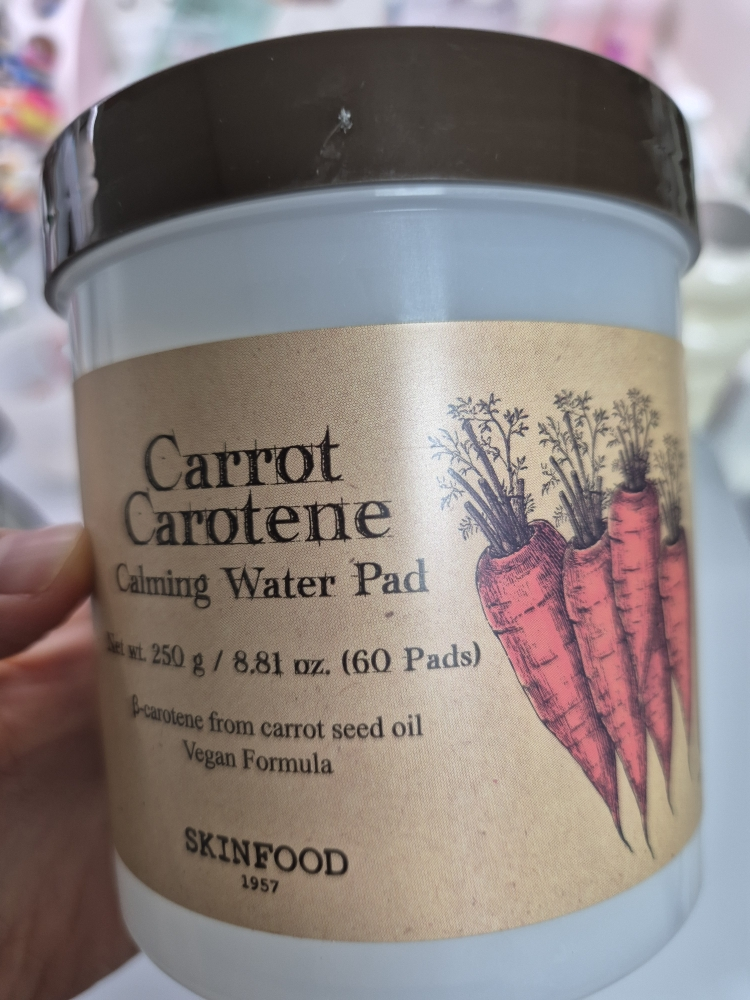 Carrot
Carotene
Calming Water Pad
Net wt. 250 g / 8.81 oz. (60 Pads)
β-carotene from carrot seed oil
Vegan Formula
SKINFOOD
1957